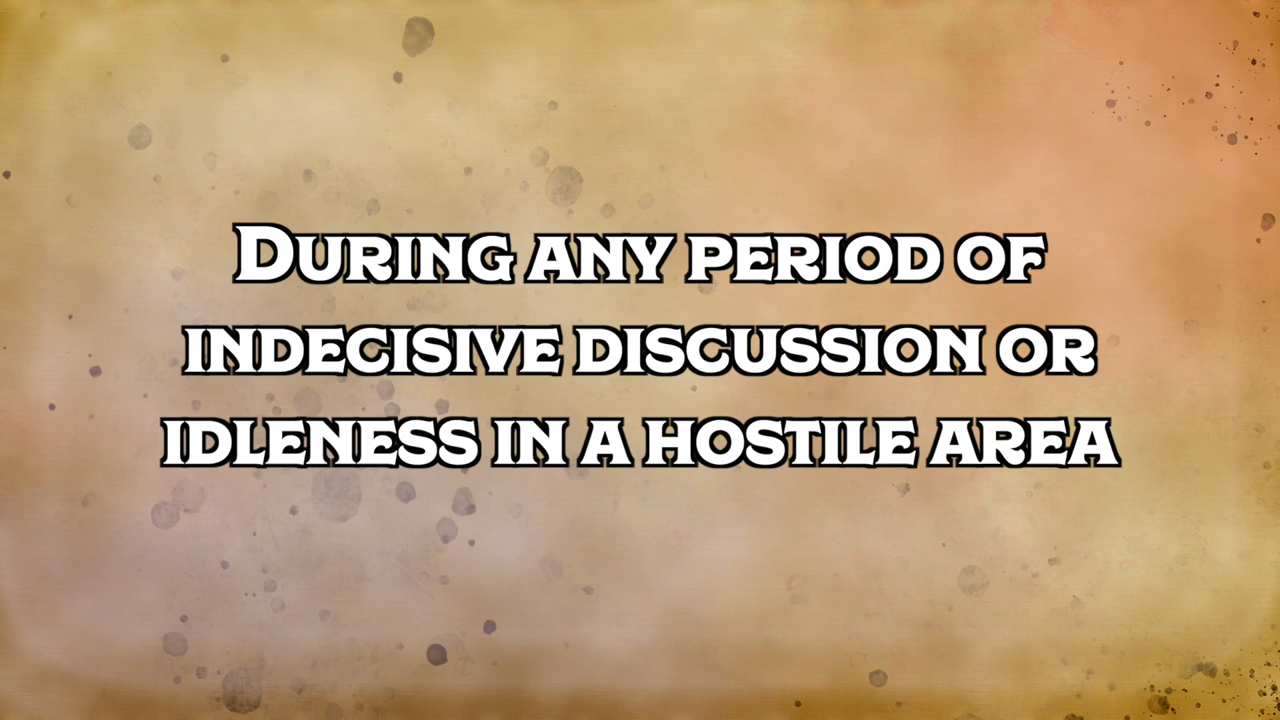 During any period of
indecisive discussion or
idleness in a hostile area